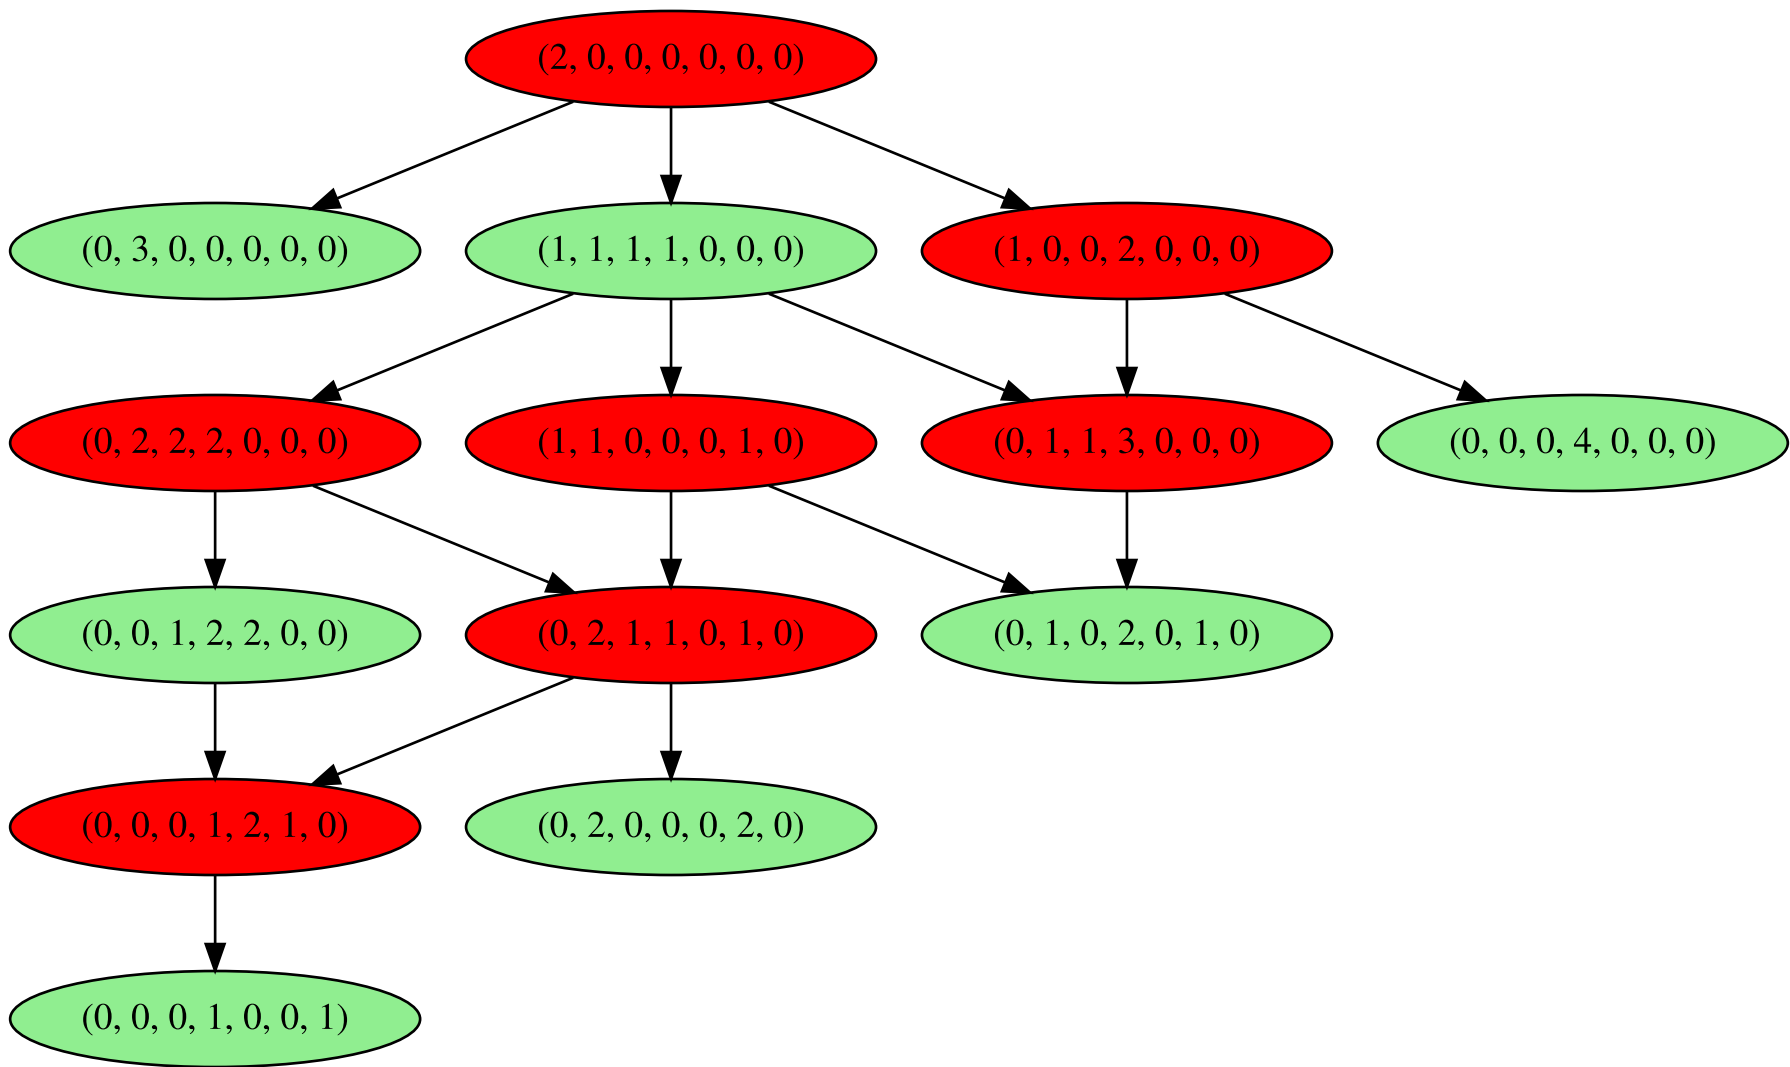 (2, 0, 0, 0, 0, 0, 0)
(0, 3, 0, 0, 0, 0, 0)
(1, 1, 1, 1, 0, 0, 0)
(1, 0, 0, 2, 0, 0, 0)
(0, 2, 2, 2, 0, 0, 0)
(1, 1, 0, 0, 0, 1, 0)
(0, 1, 1, 3, 0, 0, 0)
(0, 0, 0, 4, 0, 0, 0)
(0, 0, 1, 2, 2, 0, 0)
(0, 2, 1, 1, 0, 1, 0)
(0, 1, 0, 2, 0, 1, 0)
(0, 0, 0, 1, 2, 1, 0)
(0, 2, 0, 0, 0, 2, 0)
(0, 0, 0, 1, 0, 0, 1)